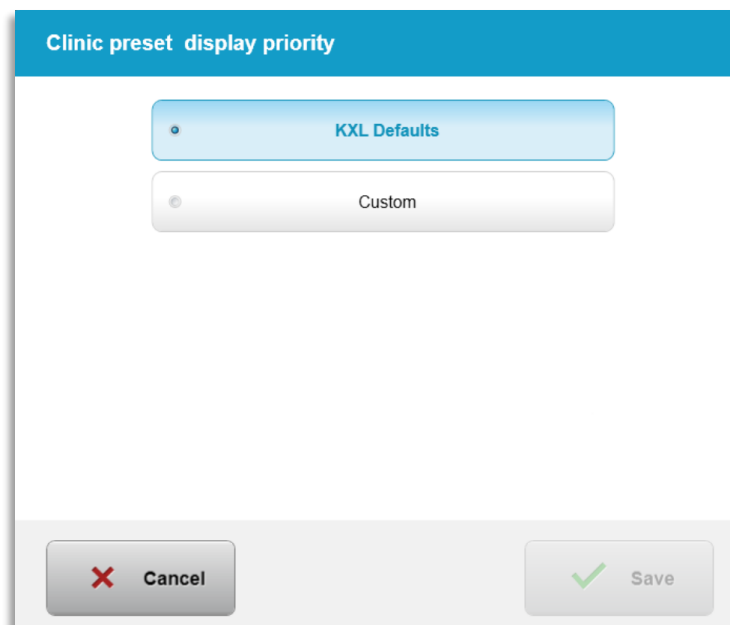 Clinic preset  display priority
KXL Defaults
Custom
Cancel
Save